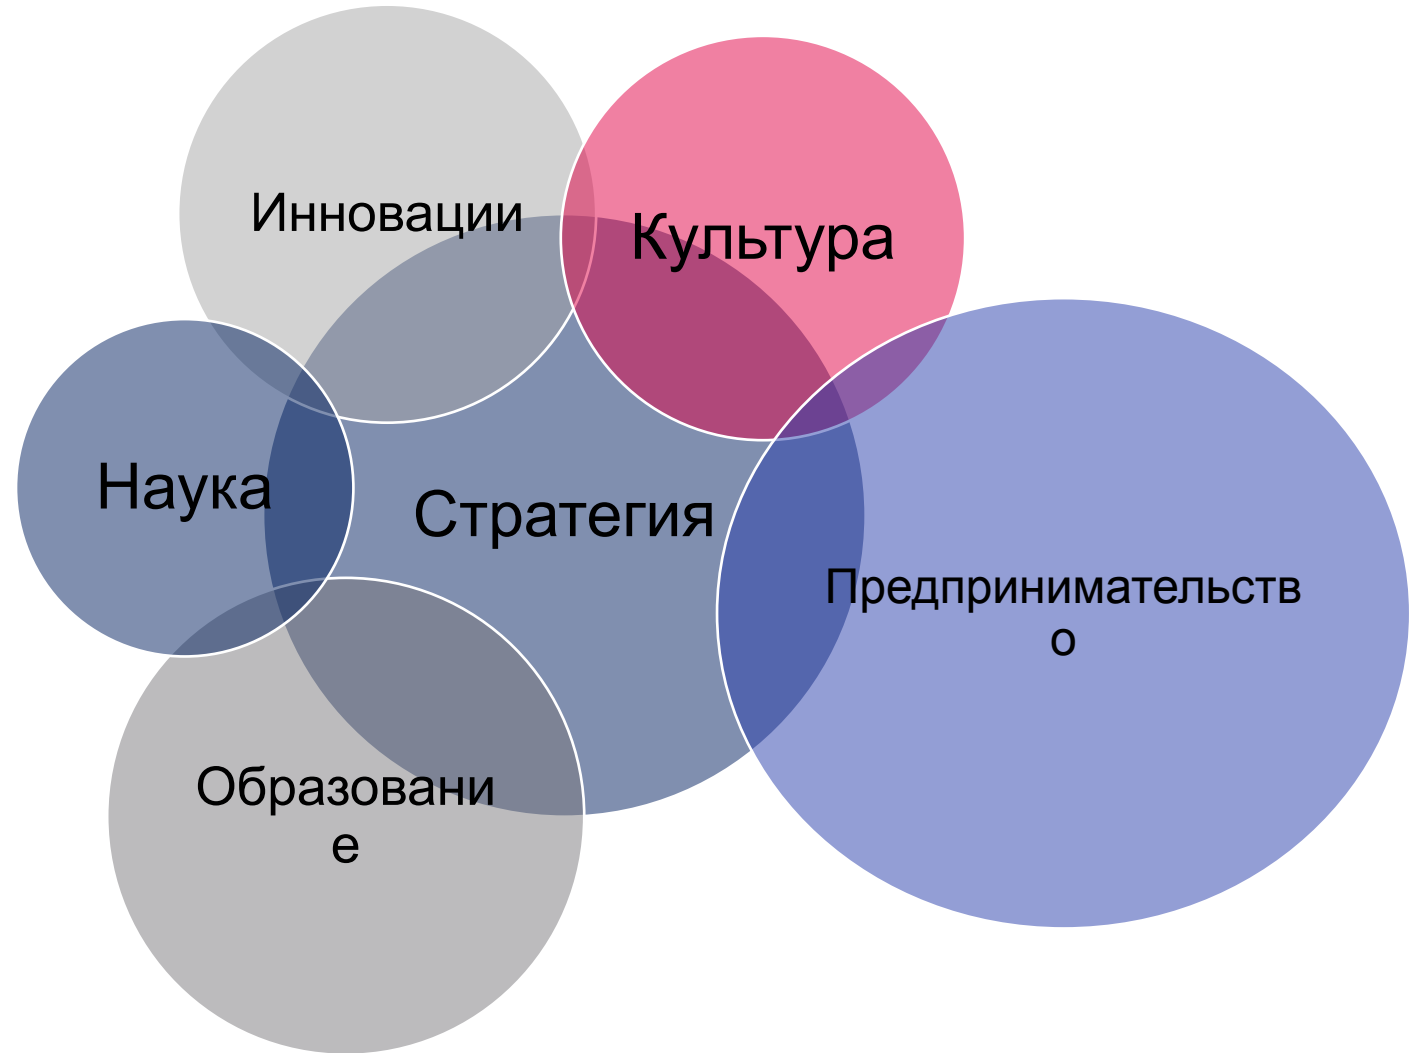 Инновации
Культура
Наука
Стратегия
Предпринимательств
о
Образовани
е